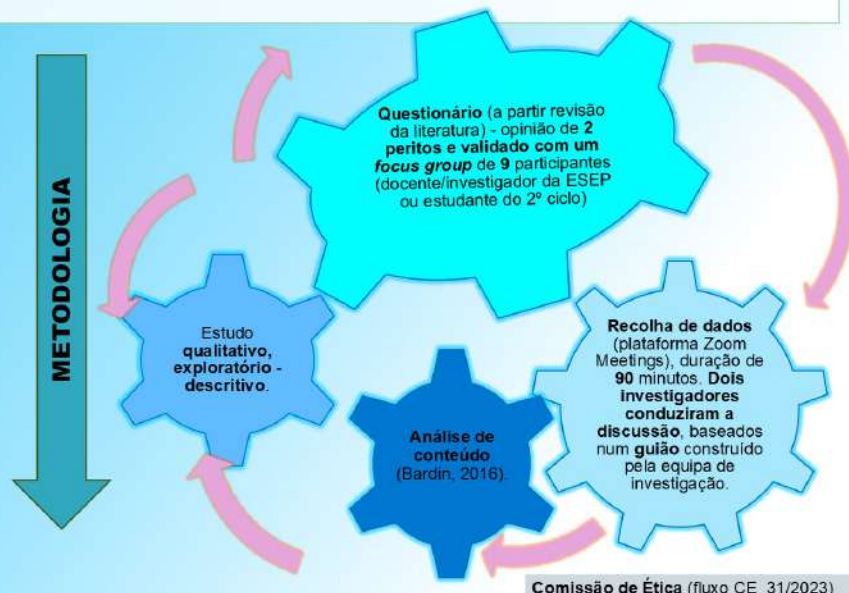 METODOLOGIA
Questionário (a partir revisão
da literatura) - opinião de 2
peritos e validado com um
focus group de 9 participantes
(docente/investigador da ESEP
ou estudante do 2º ciclo)
Estudo
qualitativo,
exploratório -
descritivo.
Análise de
conteúdo
(Bardin, 2016).
Recolha de dados
(plataforma Zoom
Meetings), duração de
90 minutos. Dois
investigadores
conduziram a
discussão, baseados
num guião construído
pela equipa de
investigação.
Comissão de Ética (fluxo CE_31/2023)